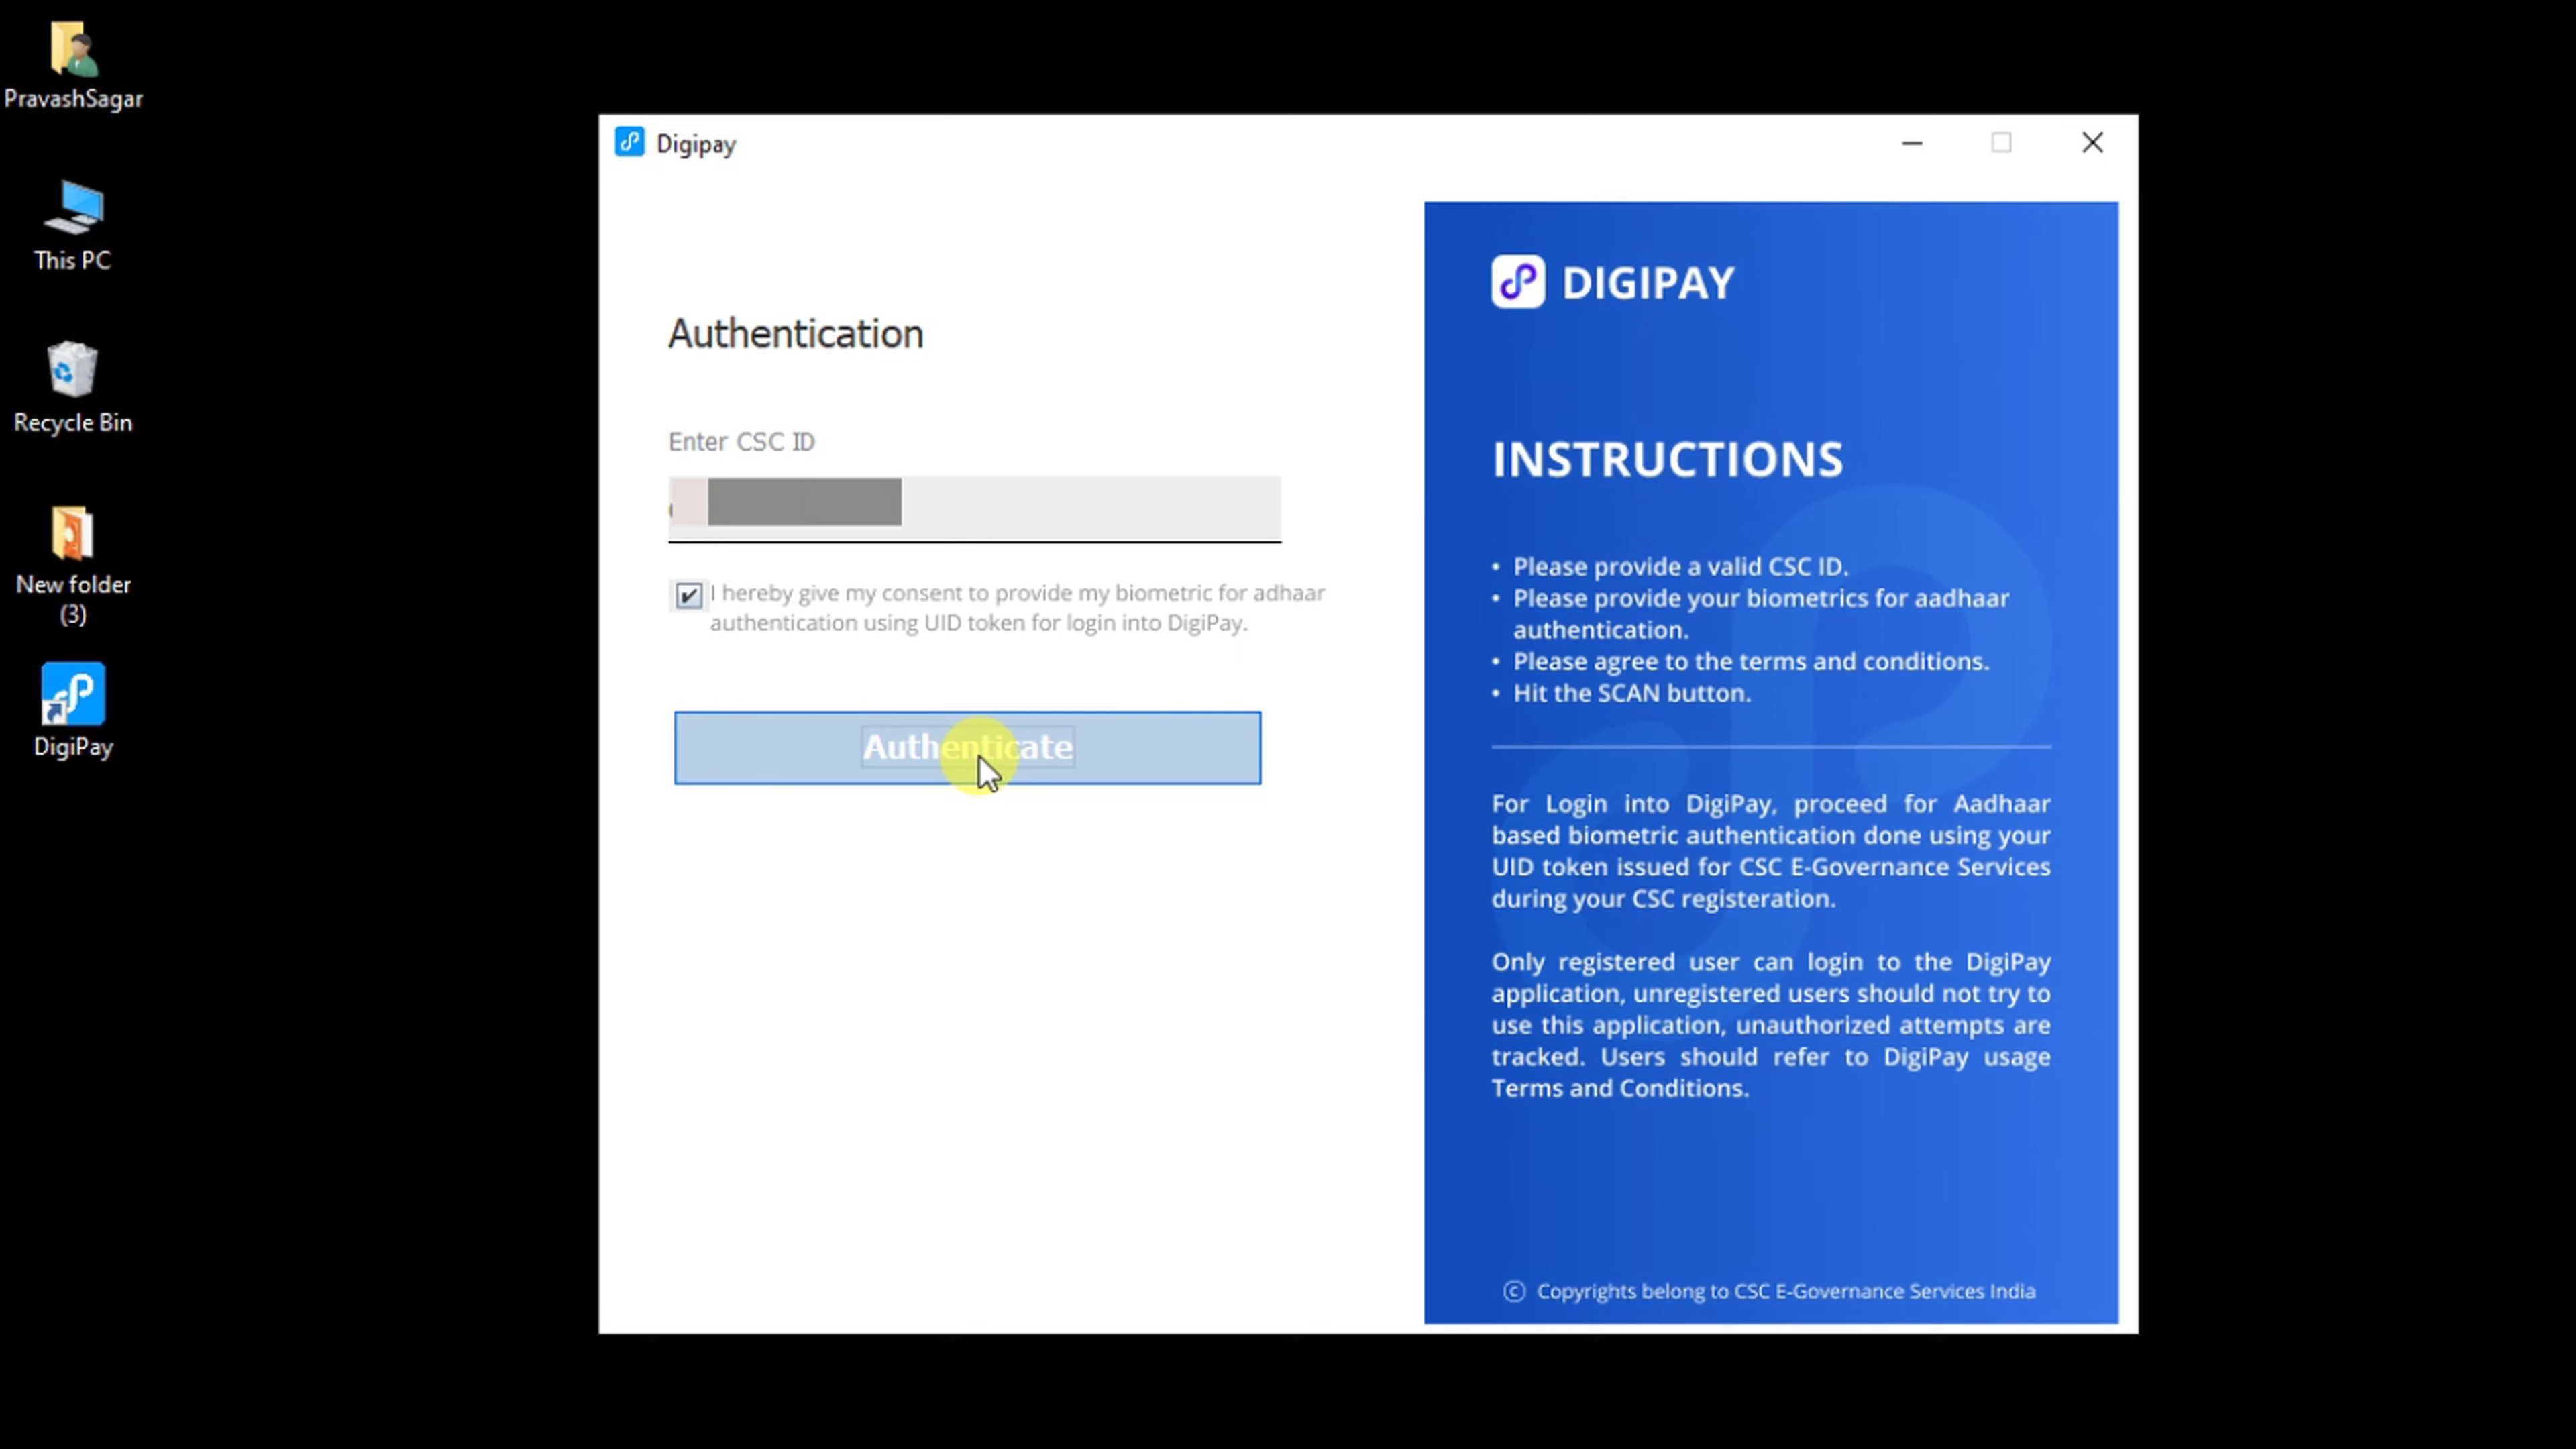 PravashSagar
This PC
Recycle Bin
New folder
(3)
DigiPay
Digipay
Authentication
Enter CSC ID
I hereby give my consent to provide my biometric for adhaar
authentication using UID token for login into DigiPay.
Authenticate
DIGIPAY
INSTRUCTIONS
• Please provide a valid CSC ID.
• Please provide your biometrics for aadhaar
authentication.
• Please agree to the terms and conditions.
• Hit the SCAN button.
For Login into DigiPay, proceed for Aadhaar
based biometric authentication done using your
UID token issued for CSC E-Governance Services
during your CSC registeration.
Only registered user can login to the DigiPay
application, unregistered users should not try to
use this application, unauthorized attempts are
tracked. Users should refer to DigiPay usage
Terms and Conditions.
© Copyrights belong to CSC E-Governance Services India